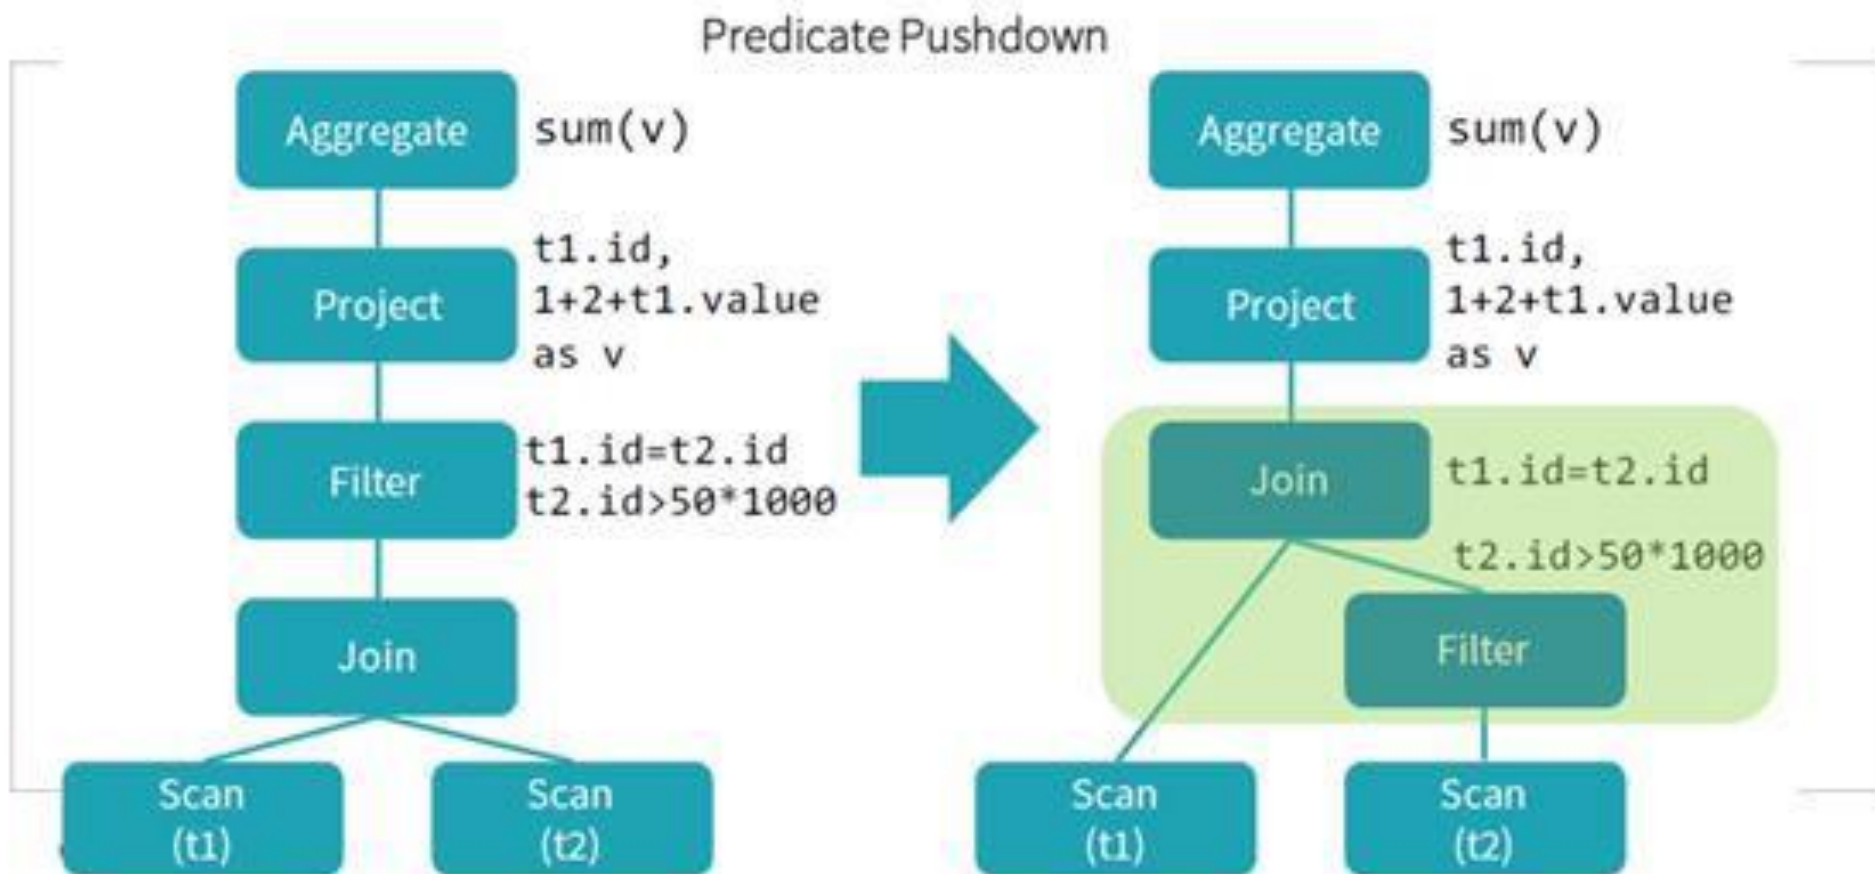 Predicate Pushdown
Aggregate
sum(v)
Project
t1.id,
1+2+t1.value
as v
Filter
t1.id=t2.id
t2.id>50*1000
Join
Scan
(t1)
Scan
(t2)
Aggregate
sum(v)
Project
t1.id,
1+2+t1.value
as v
Join
t1.id=t2.id
t2.id>50*1000
Filter
Scan
(t1)
Scan
(t2)